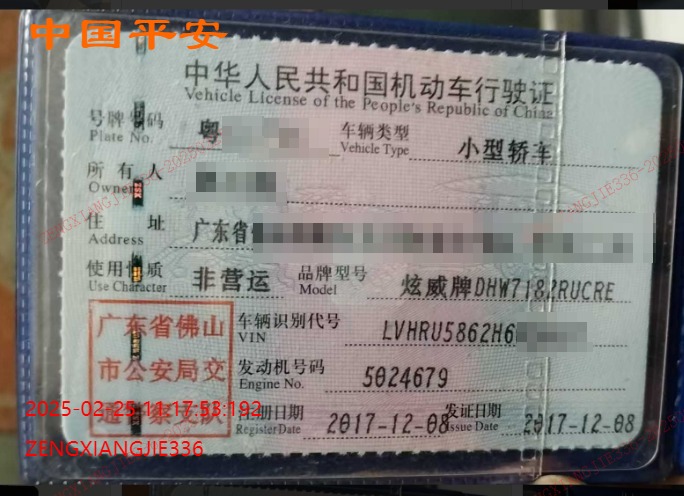 中国平安
中华人民共和国机动车行驶证
Vehicle License of the People's Republic of China
号牌号码 粤 车辆类型 小型轿车
Plate No. Vehicle Type
所有人
Owner
住址 广东省
Address
使用性质 非营运 品牌型号 炫威牌DHW7182RUCRE
Use Character Model
广东省佛山
市公安局交
通警察支队
车辆识别代号 LVHRU5862H6
VIN
发动机号码 5024679
Engine No.
注册日期 2017-12-08 发证日期 2017-12-08
Register Date Issue Date
2025-02-25 11:17:53:192
ZENGXIANGJIE336